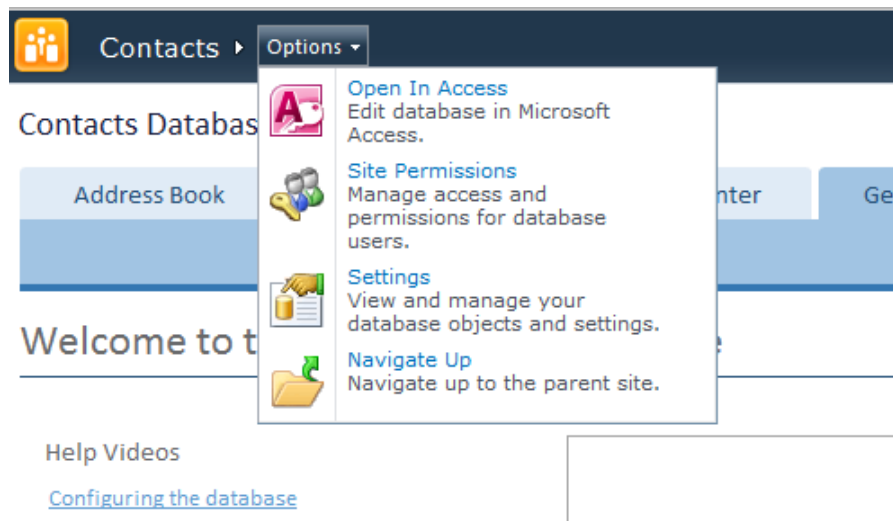 Contacts
Options
Open In Access
Edit database in Microsoft
Access.
Contacts Databas
Site Permissions
Manage access and
permissions for database
users.
Address Book
nter
Ge
Settings
View and manage your
database objects and settings.
Welcome to t
Navigate Up
Navigate up to the parent site.
Help Videos
Configuring the database